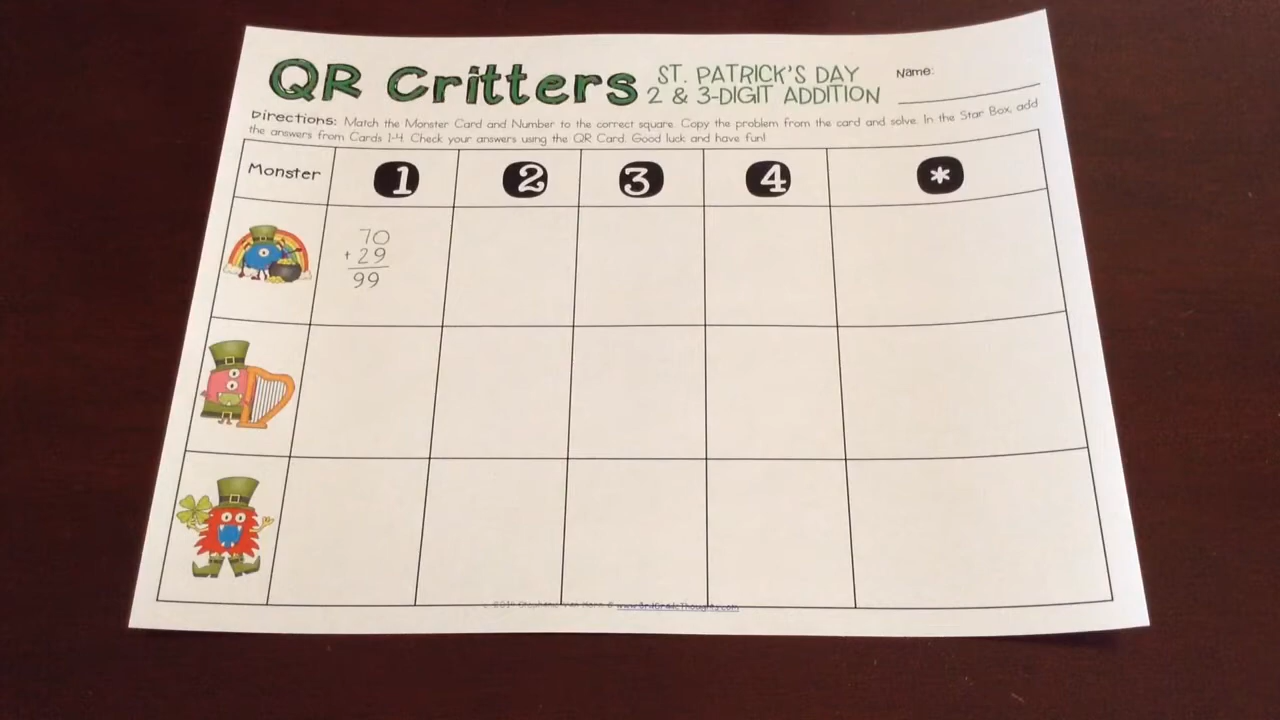 QR Critters
ST. PATRICK'S DAY
2 & 3-DIGIT ADDITION
Name:
Directions: Match the Monster Card and Number to the correct square. Copy the problem from the card and solve. In the Star Box, add
the answers from Cards 1-4. Check your answers using the QR Card. Good luck and have fun!
Monster 1 2 3 4 *
70
+ 29
99
www.3rdGradeThoughts.com